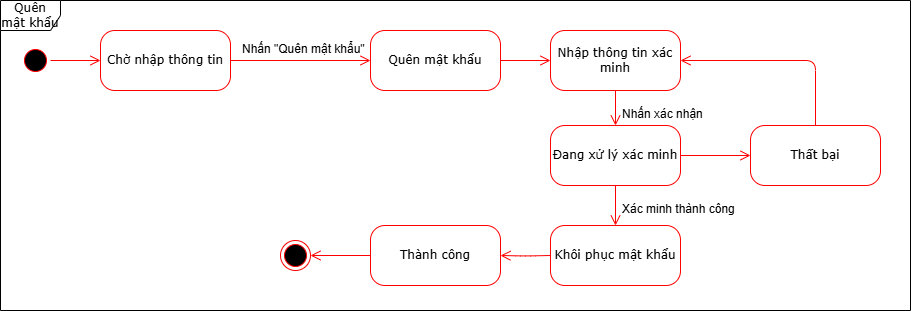 Quên
mật khẩu
Chờ nhập thông tin
Nhấn "Quên mật khẩu"
Quên mật khẩu
Nhập thông tin xác
minh
Nhấn xác nhận
Đang xử lý xác minh
Thất bại
Xác minh thành công
Thành công
Khôi phục mật khẩu